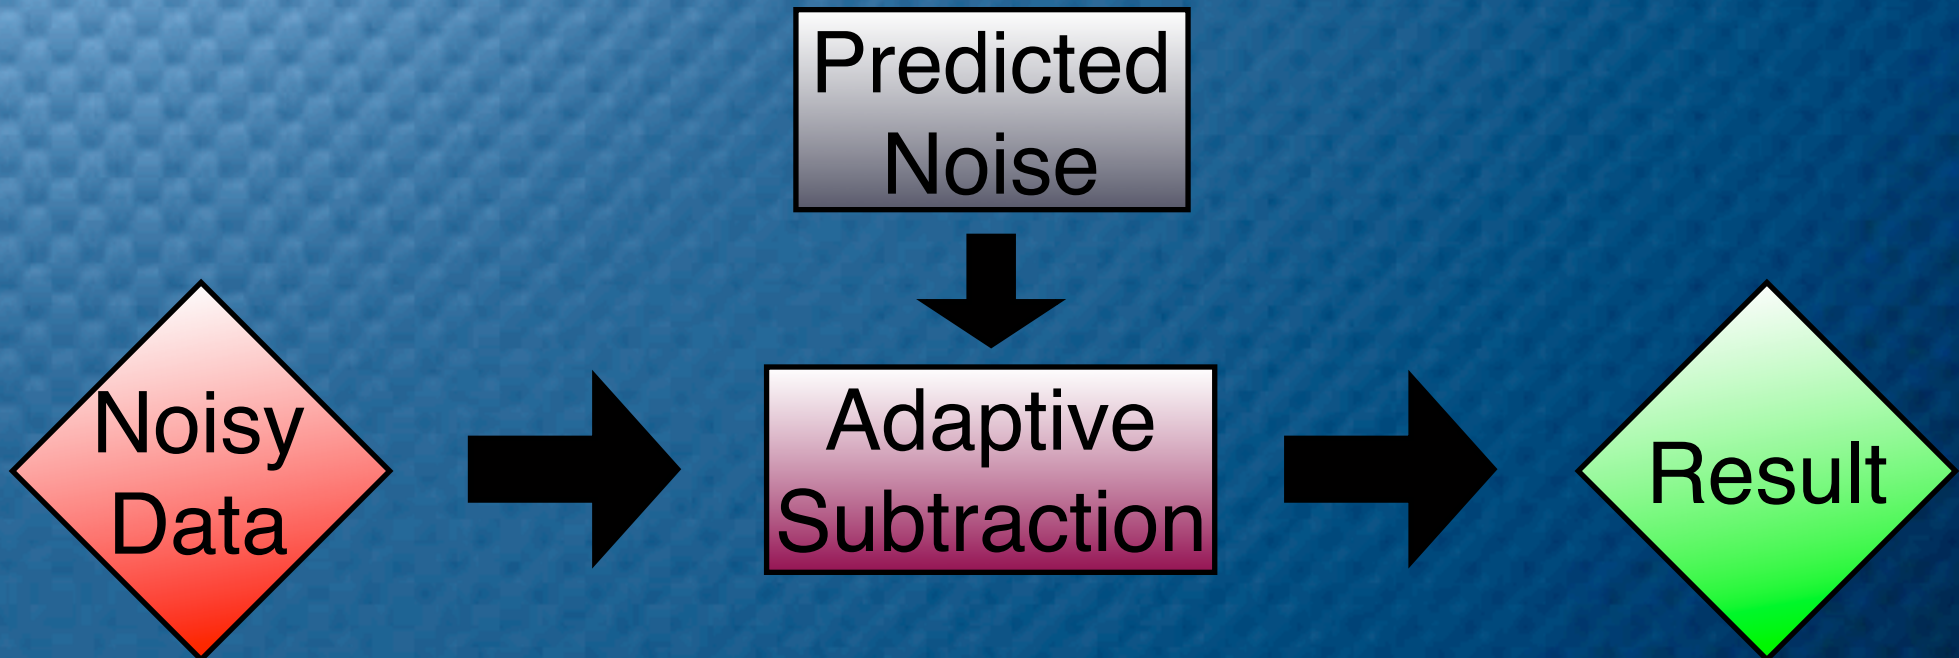 Predicted
Noise
Noisy
Data
Adaptive
Subtraction
Result